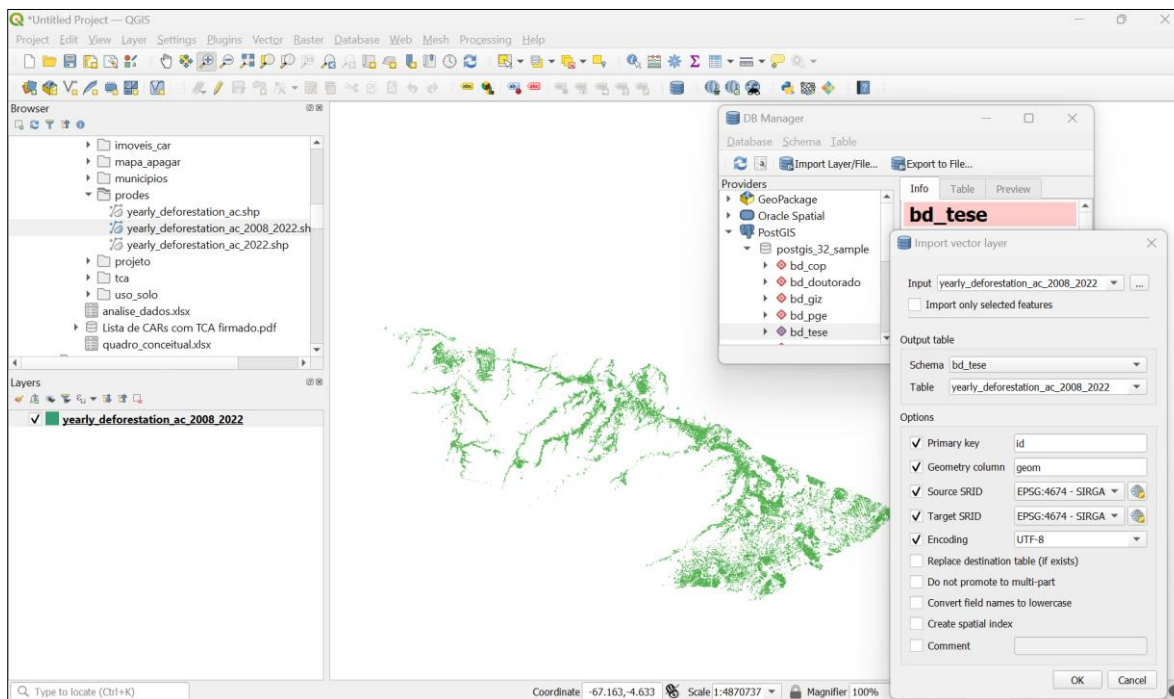 *Untitled Project — QGIS
Project Edit View Layer Settings Plugins Vector Raster Database Web Mesh Processing Help
Browser
imoveis_car
mapa_apagar
municipios
prodes
yearly_deforestation_ac.shp
yearly_deforestation_ac_2008_2022.sh
yearly_deforestation_ac_2022.shp
projeto
tca
uso_solo
analise_dados.xlsx
Lista de CARs com TCA firmado.pdf
quadro_conceitual.xlsx
Layers
yearly_deforestation_ac_2008_2022
DB Manager
Database Schema Table
Import Layer/File... Export to File...
Providers
GeoPackage
Oracle Spatial
PostGIS
postgis_32_sample
bd_cop
bd_doutorado
bd_giz
bd_pge
bd_tese
Info Table Preview
bd_tese
Import vector layer
Input yearly_deforestation_ac_2008_2022 ...
Import only selected features
Output table
Schema bd_tese
Table yearly_deforestation_ac_2008_2022
Options
Primary key id
Geometry column geom
Source SRID EPSG:4674 - SIRGA
Target SRID EPSG:4674 - SIRGA
Encoding UTF-8
Replace destination table (if exists)
Do not promote to multi-part
Convert field names to lowercase
Create spatial index
Comment
OK Cancel
Type to locate (Ctrl+K) Coordinate -67.163,-4.633 Scale 1:4870737 Magnifier 100%